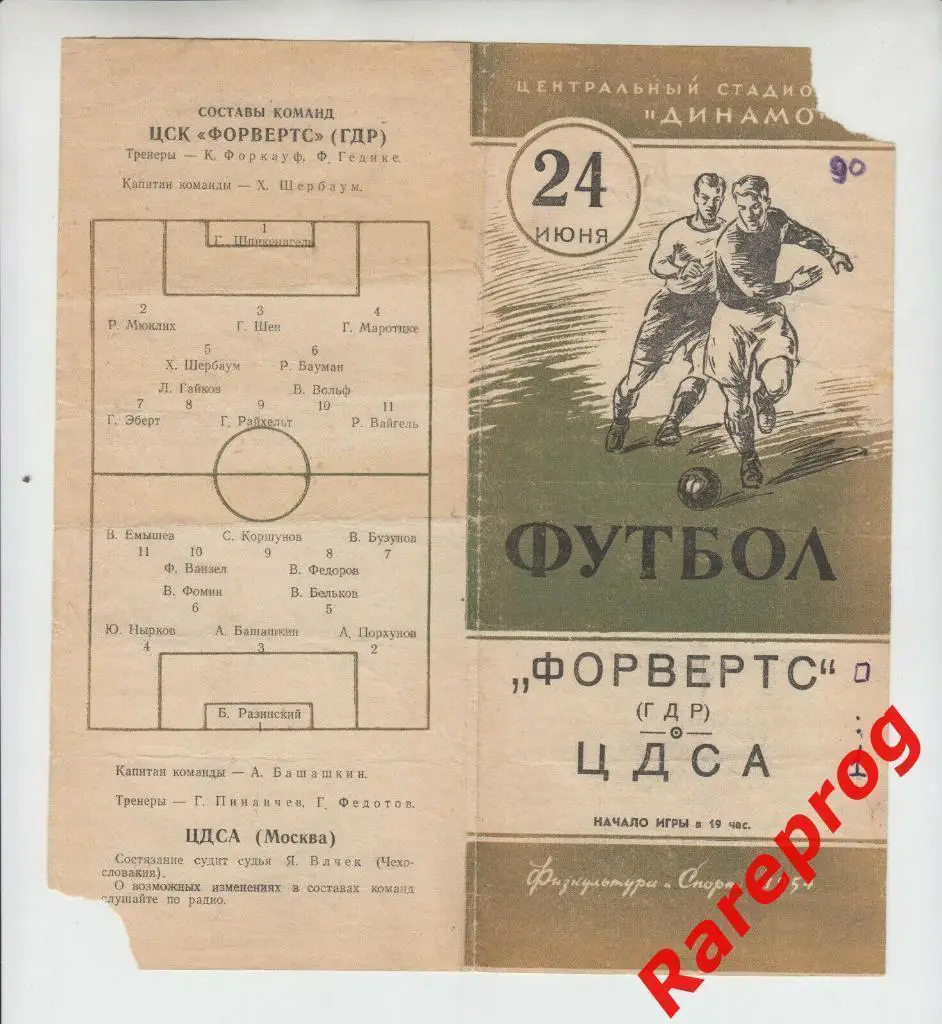 СОСТАВЫ КОМАНД
ЦСК «ФОРВЕРТС» (ГДР)
Тренеры — К. Форкауф, Ф. Гедике.
Капитан команды — Х. Шербаум.
1
Г. Шпикенагель
2 3 4
Р. Мюклих Г. Шен Г. Маротцке
5 6
Х. Шербаум Р. Бауман
Л. Гайков В. Вольф
7 8 9 10 11
Г. Эберт Г. Райхельт Р. Вайгель
В. Емышев С. Коршунов В. Бузунов
11 10 9 8 7
Ф. Ванзел В. Федоров
В. Фомин В. Бельков
6 5
Ю. Нырков А. Башашкин А. Порхунов
4 3 2
Б. Разинский
1
Капитан команды — А. Башашкин.
Тренеры — Г. Пинаичев, Г. Федотов.
ЦДСА (Москва)
Состязание судит судья Я. Влчек (Чехо-
словакия).
О возможных изменениях в составах команд
слушайте по радио.
ЦЕНТРАЛЬНЫЙ СТАДИО
„ДИНАМО
90
24
ИЮНЯ
ФУТБОЛ
„ФОРВЕРТС“ 0
(ГДР)
:
ЦДСА 1
НАЧАЛО ИГРЫ в 19 час.
Физкультура и Спорт 1954
Rareprog